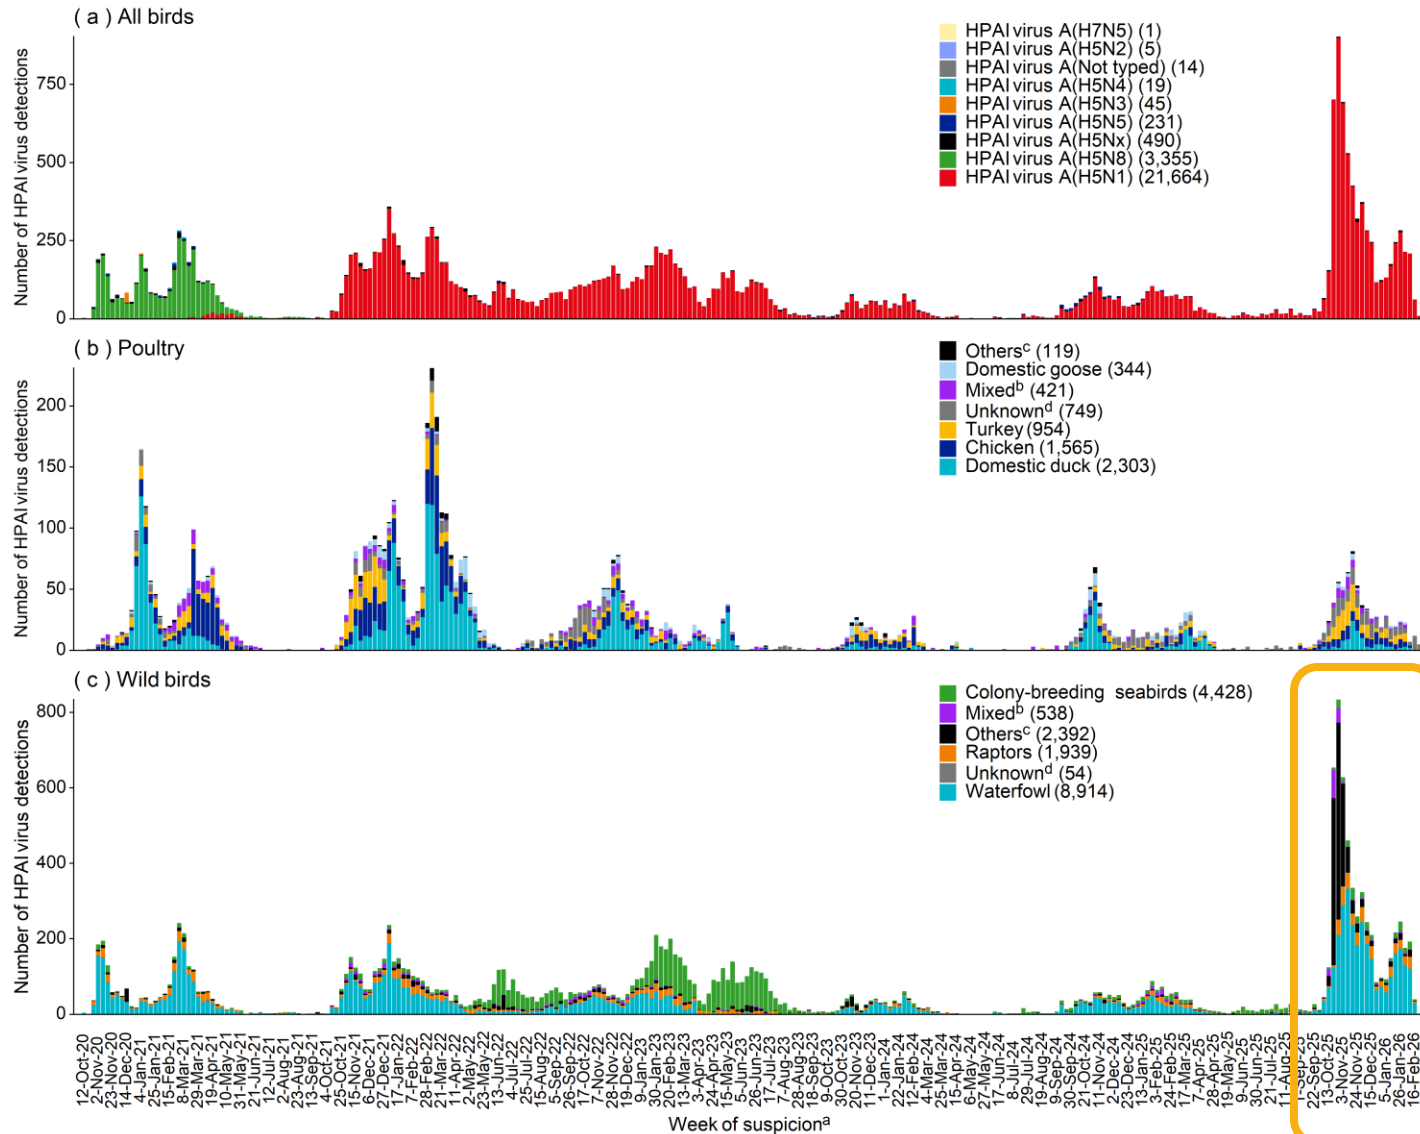 ( a ) All birds
Number of HPAI virus detections
750
500
250
0
HPAI virus A(H7N5) (1)
HPAI virus A(H5N2) (5)
HPAI virus A(Not typed) (14)
HPAI virus A(H5N4) (19)
HPAI virus A(H5N3) (45)
HPAI virus A(H5N5) (231)
HPAI virus A(H5Nx) (490)
HPAI virus A(H5N8) (3,355)
HPAI virus A(H5N1) (21,664)
( b ) Poultry
Number of HPAI virus detections
200
150
100
50
0
Othersᶜ (119)
Domestic goose (344)
Mixedᵇ (421)
Unknownᵈ (749)
Turkey (954)
Chicken (1,565)
Domestic duck (2,303)
( c ) Wild birds
Number of HPAI virus detections
800
600
400
200
0
Colony-breeding seabirds (4,428)
Mixedᵇ (538)
Othersᶜ (2,392)
Raptors (1,939)
Unknownᵈ (54)
Waterfowl (8,914)
12-Oct-20
2-Nov-20
23-Nov-20
14-Dec-20
4-Jan-21
25-Jan-21
15-Feb-21
8-Mar-21
29-Mar-21
19-Apr-21
10-May-21
31-May-21
21-Jun-21
12-Jul-21
2-Aug-21
23-Aug-21
13-Sep-21
4-Oct-21
25-Oct-21
15-Nov-21
6-Dec-21
27-Dec-21
17-Jan-22
7-Feb-22
28-Feb-22
21-Mar-22
11-Apr-22
2-May-22
23-May-22
13-Jun-22
4-Jul-22
25-Jul-22
15-Aug-22
5-Sep-22
26-Sep-22
17-Oct-22
7-Nov-22
28-Nov-22
19-Dec-22
9-Jan-23
30-Jan-23
20-Feb-23
13-Mar-23
3-Apr-23
24-Apr-23
15-May-23
5-Jun-23
26-Jun-23
17-Jul-23
7-Aug-23
28-Aug-23
18-Sep-23
9-Oct-23
30-Oct-23
20-Nov-23
11-Dec-23
1-Jan-24
22-Jan-24
12-Feb-24
4-Mar-24
25-Mar-24
15-Apr-24
6-May-24
27-May-24
17-Jun-24
8-Jul-24
29-Jul-24
19-Aug-24
9-Sep-24
30-Sep-24
21-Oct-24
11-Nov-24
2-Dec-24
23-Dec-24
13-Jan-25
3-Feb-25
24-Feb-25
17-Mar-25
7-Apr-25
28-Apr-25
19-May-25
9-Jun-25
30-Jun-25
21-Jul-25
11-Aug-25
1-Sep-25
22-Sep-25
13-Oct-25
3-Nov-25
24-Nov-25
15-Dec-25
5-Jan-26
26-Jan-26
16-Feb-26
Week of suspicionᵃ